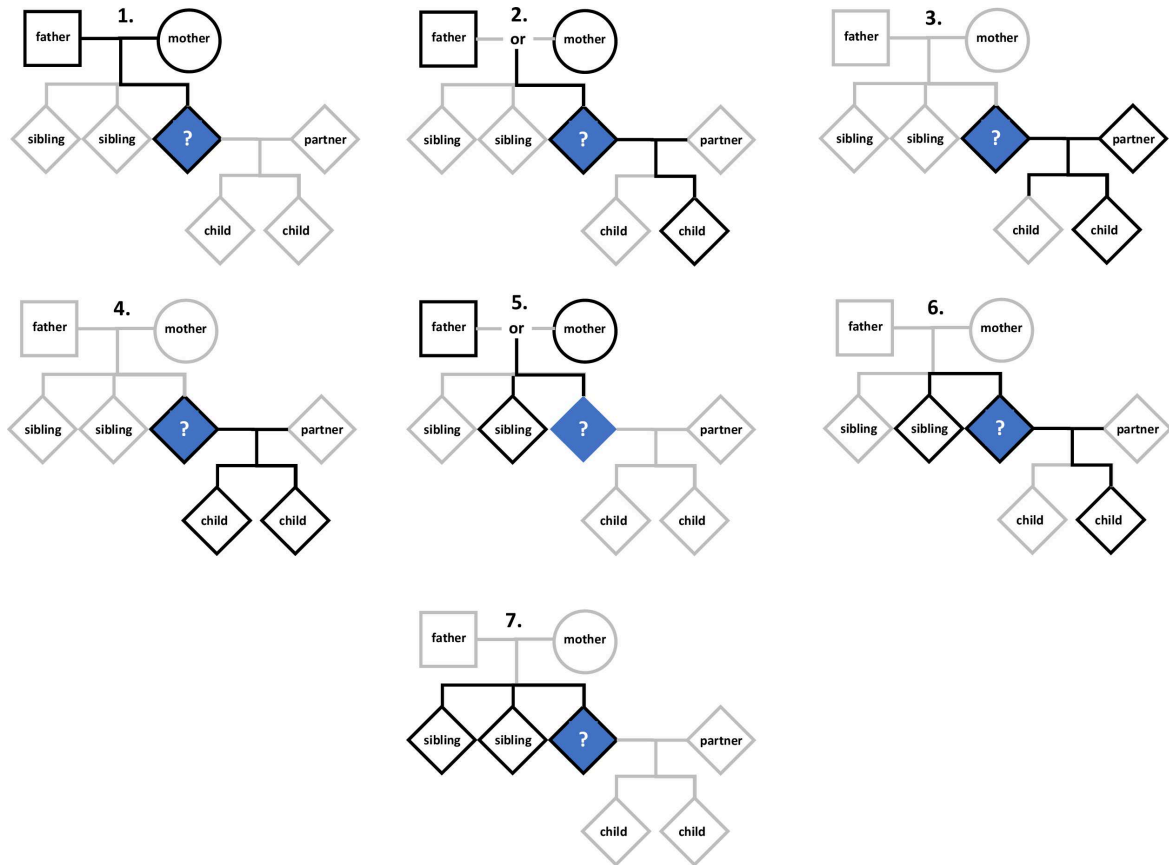 1.
father
mother
sibling
sibling
?
partner
child
child
2.
father
or
mother
sibling
sibling
?
partner
child
child
3.
father
mother
sibling
sibling
?
partner
child
child
4.
father
mother
sibling
sibling
?
partner
child
child
5.
father
or
mother
sibling
sibling
?
partner
child
child
6.
father
mother
sibling
sibling
?
partner
child
child
7.
father
mother
sibling
sibling
?
partner
child
child